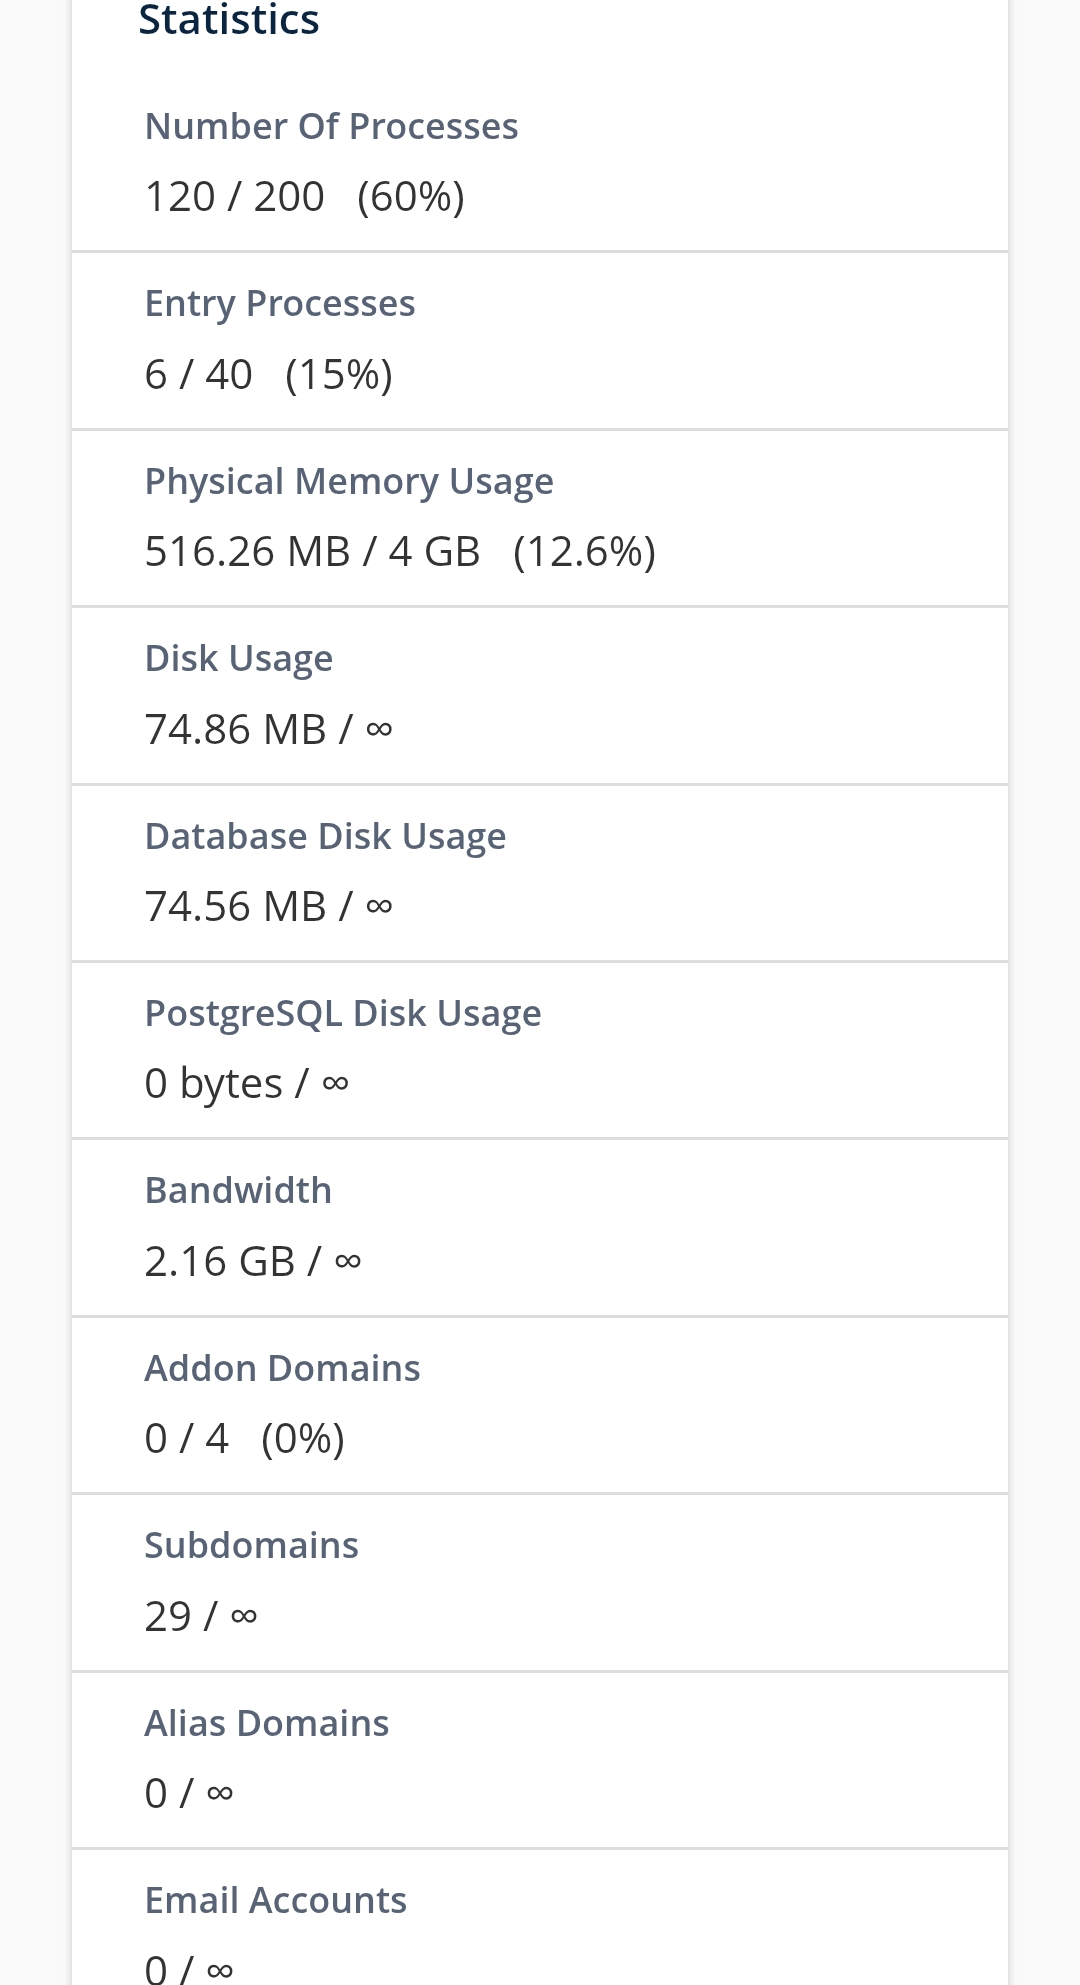 Statistics
Number Of Processes
120 / 200 (60%)
Entry Processes
6 / 40 (15%)
Physical Memory Usage
516.26 MB / 4 GB (12.6%)
Disk Usage
74.86 MB / ∞
Database Disk Usage
74.56 MB / ∞
PostgreSQL Disk Usage
0 bytes / ∞
Bandwidth
2.16 GB / ∞
Addon Domains
0 / 4 (0%)
Subdomains
29 / ∞
Alias Domains
0 / ∞
Email Accounts
0 / ∞